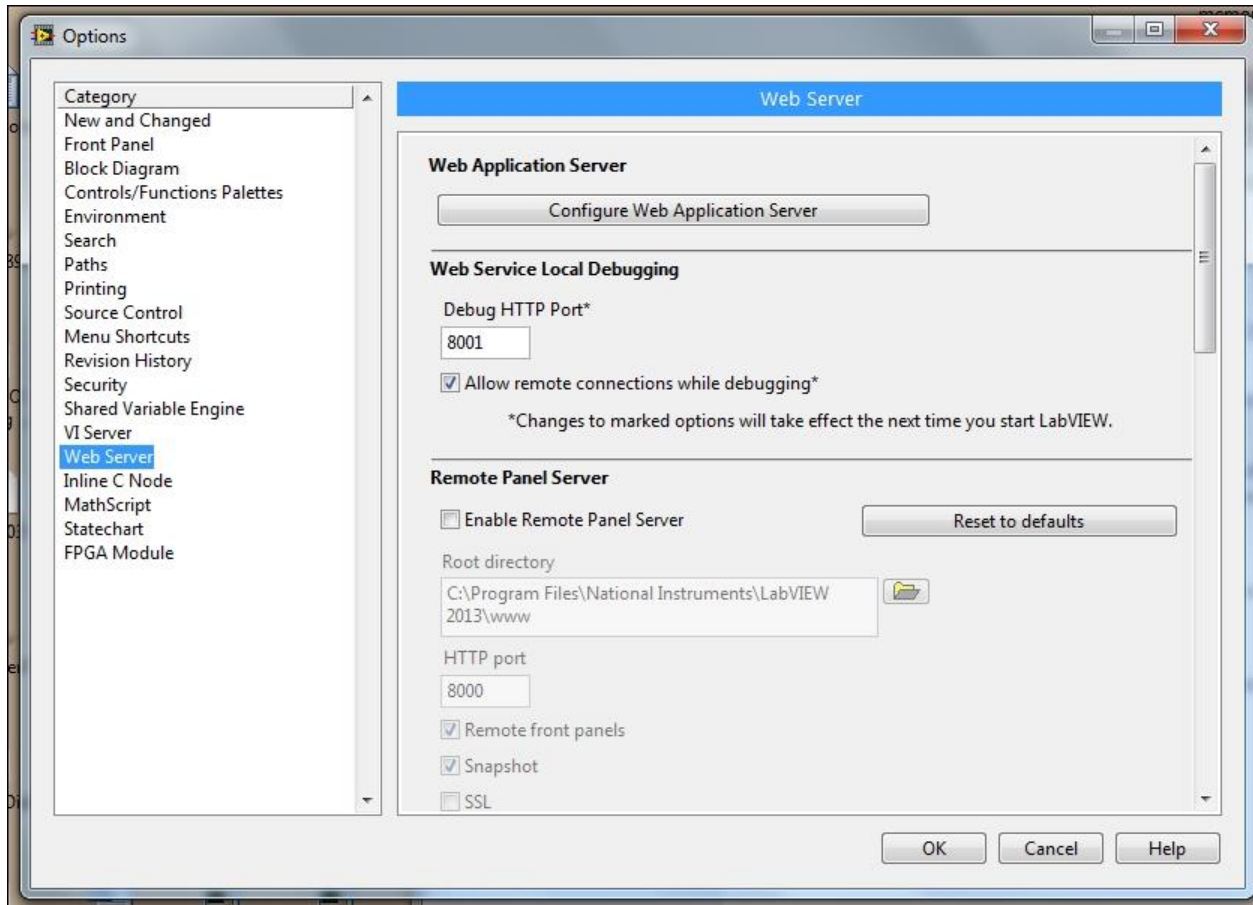 Options
Category
New and Changed
Front Panel
Block Diagram
Controls/Functions Palettes
Environment
Search
Paths
Printing
Source Control
Menu Shortcuts
Revision History
Security
Shared Variable Engine
VI Server
Web Server
Inline C Node
MathScript
Statechart
FPGA Module
Web Server
Web Application Server
Configure Web Application Server
Web Service Local Debugging
Debug HTTP Port*
8001
Allow remote connections while debugging*
*Changes to marked options will take effect the next time you start LabVIEW.
Remote Panel Server
Enable Remote Panel Server
Reset to defaults
Root directory
C:\Program Files\National Instruments\LabVIEW
2013\www
HTTP port
8000
Remote front panels
Snapshot
SSL
OK
Cancel
Help